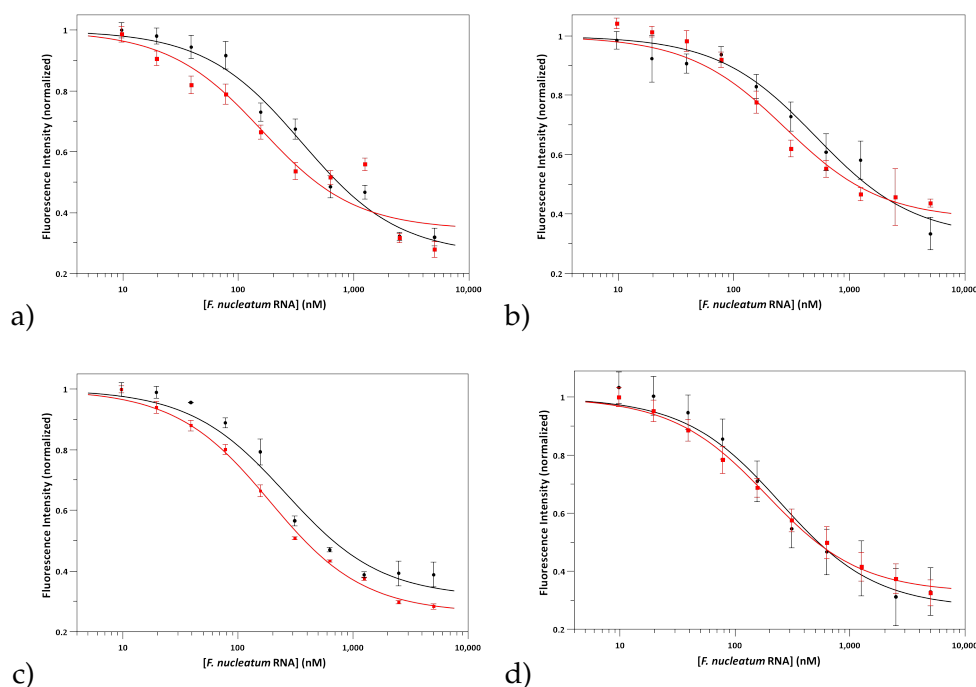 1
0.8
0.6
0.4
0.2
Fluorescence Intensity (normalized)
10 100 1,000 10,000
[F. nucleatum RNA] (nM)
a)
1
0.8
0.6
0.4
0.2
Fluorescence Intensity (normalized)
10 100 1,000 10,000
[F. nucleatum RNA] (nM)
b)
1
0.8
0.6
0.4
0.2
Fluorescence Intensity (normalized)
10 100 1,000 10,000
[F. nucleatum RNA] (nM)
c)
1
0.8
0.6
0.4
0.2
Fluorescence Intensity (normalized)
10 100 1,000 10,000
[F. nucleatum RNA] (nM)
d)